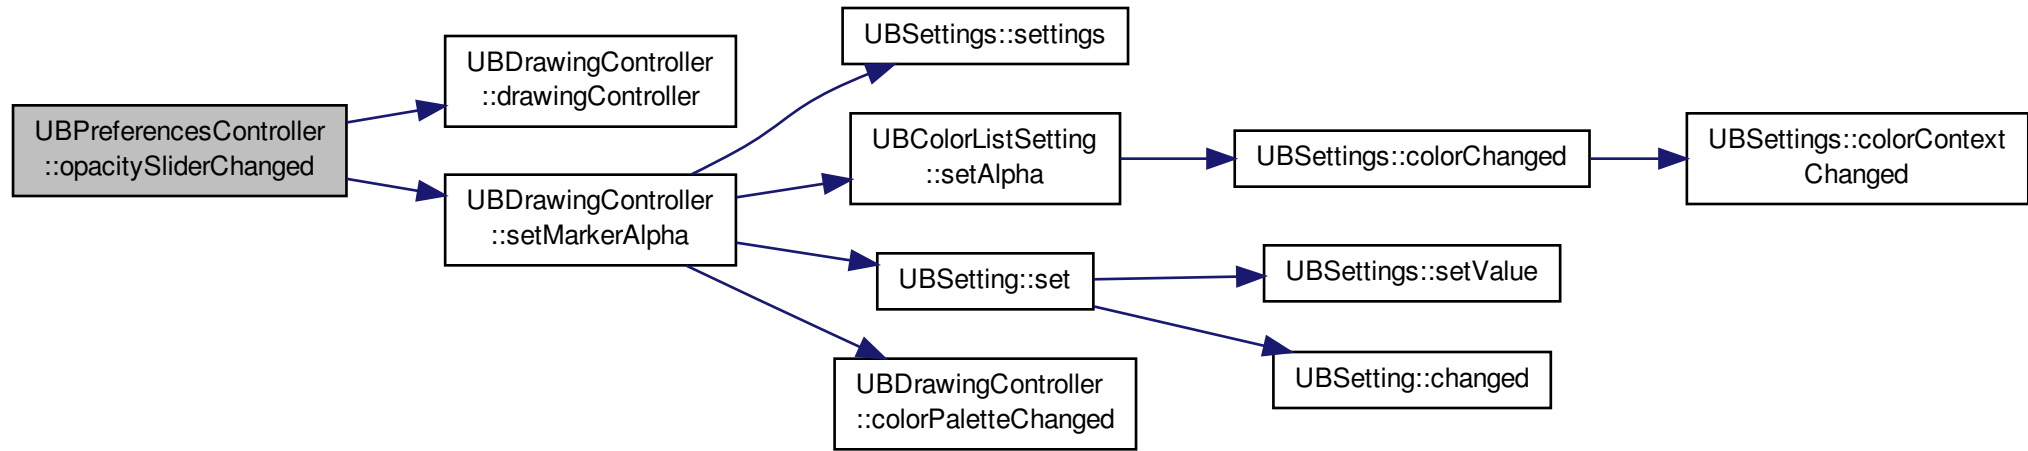 UBPreferencesController
::opacitySliderChanged
UBDrawingController
::drawingController
UBDrawingController
::setMarkerAlpha
UBSettings::settings
UBColorListSetting
::setAlpha
UBSetting::set
UBDrawingController
::colorPaletteChanged
UBSettings::colorChanged
UBSettings::setValue
UBSetting::changed
UBSettings::colorContext
Changed